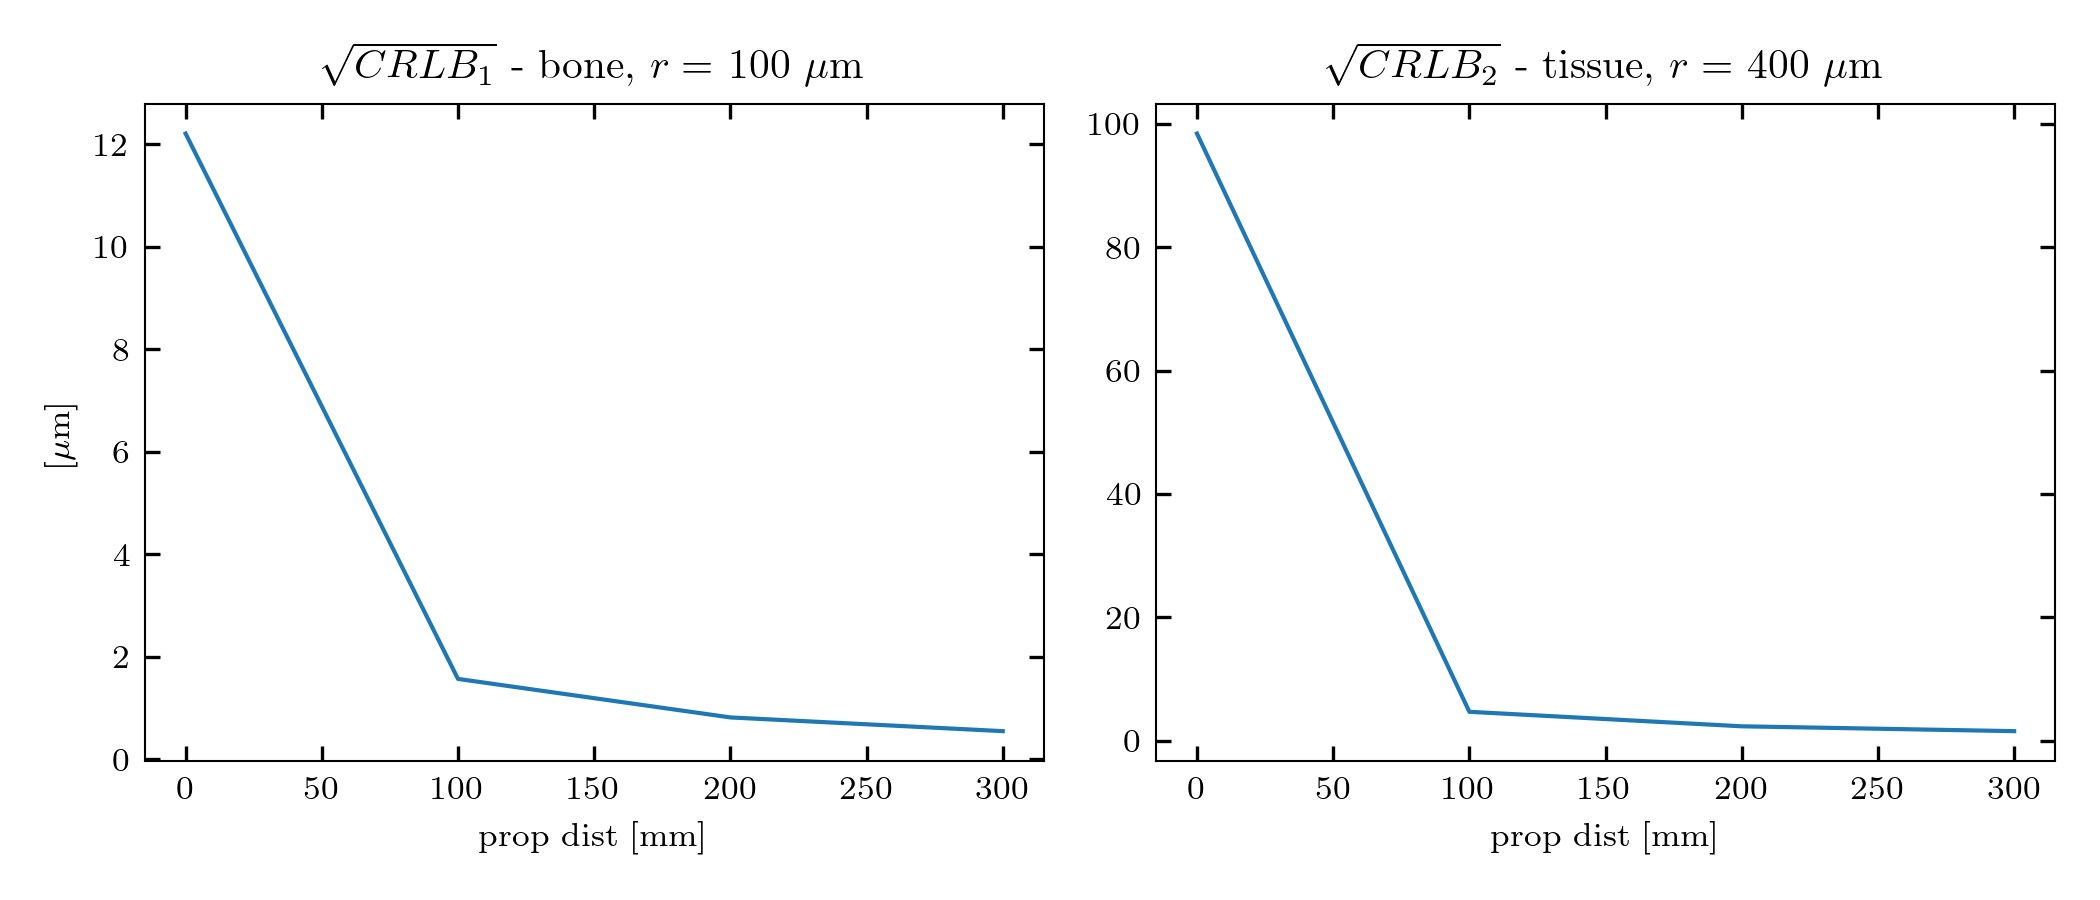 √CRLB₁ - bone, r = 100 μm
12
10
8
6
4
2
0
[μm]
0 50 100 150 200 250 300
prop dist [mm]
√CRLB₂ - tissue, r = 400 μm
100
80
60
40
20
0
0 50 100 150 200 250 300
prop dist [mm]